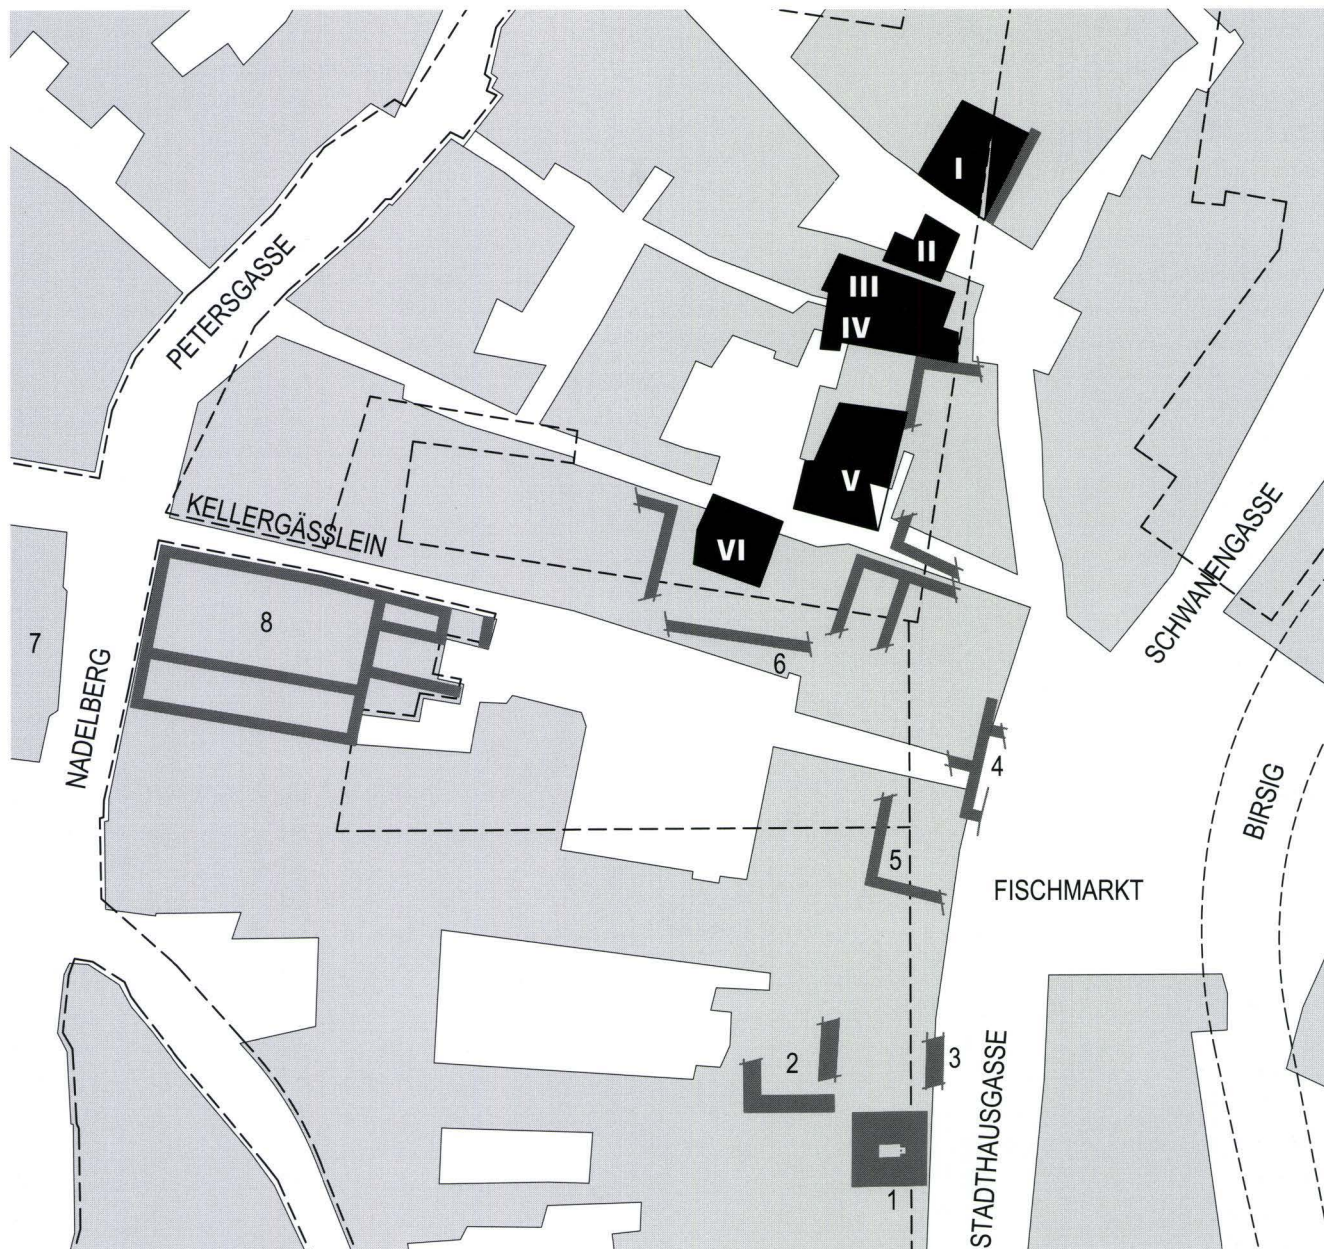 I
II
PETERSGASSE
III
IV
V
SCHWANENGASSE
KELLERGÄSSLEIN
VI
8
7
6
NADELBERG
4
BIRSIG
5
FISCHMARKT
2
3
STADTHAUSGASSE
1